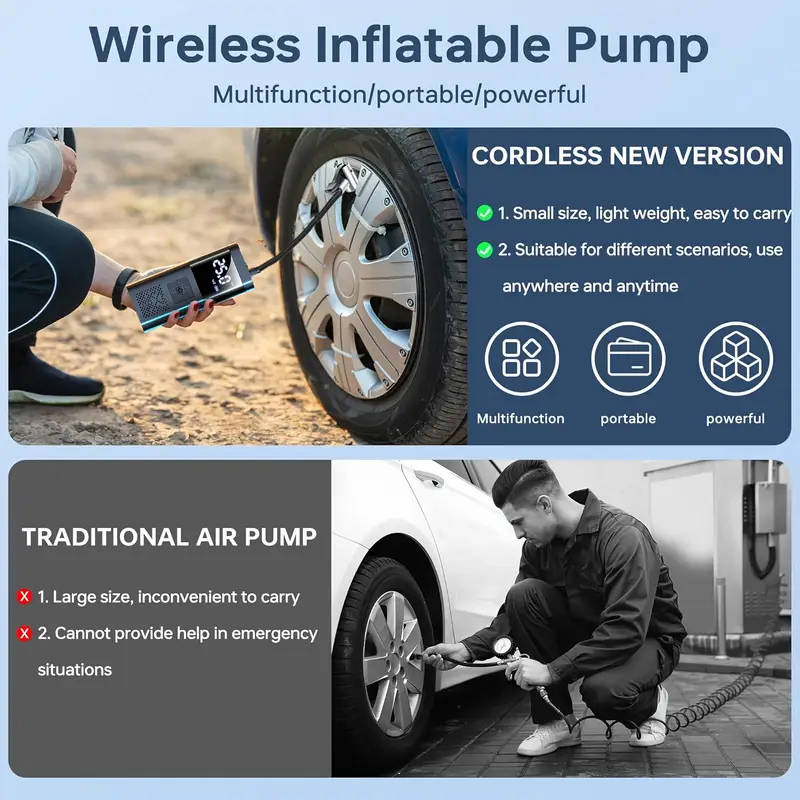 Wireless Inflatable Pump
Multifunction/portable/powerful
CORDLESS NEW VERSION
1. Small size, light weight, easy to carry
2. Suitable for different scenarios, use
anywhere and anytime
Multifunction
portable
powerful
25.0
TRADITIONAL AIR PUMP
X 1. Large size, inconvenient to carry
X 2. Cannot provide help in emergency
situations